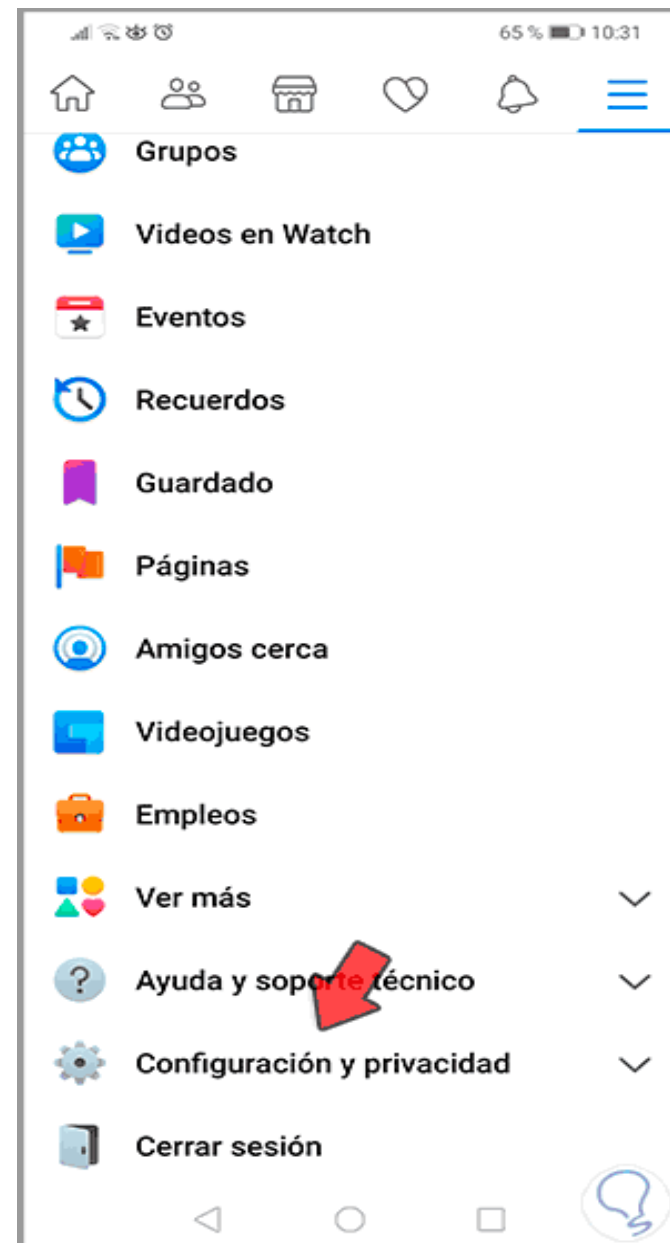 65 % 10:31
Grupos
Videos en Watch
Eventos
Recuerdos
Guardado
Páginas
Amigos cerca
Videojuegos
Empleos
Ver más
Ayuda y soporte técnico
Configuración y privacidad
Cerrar sesión